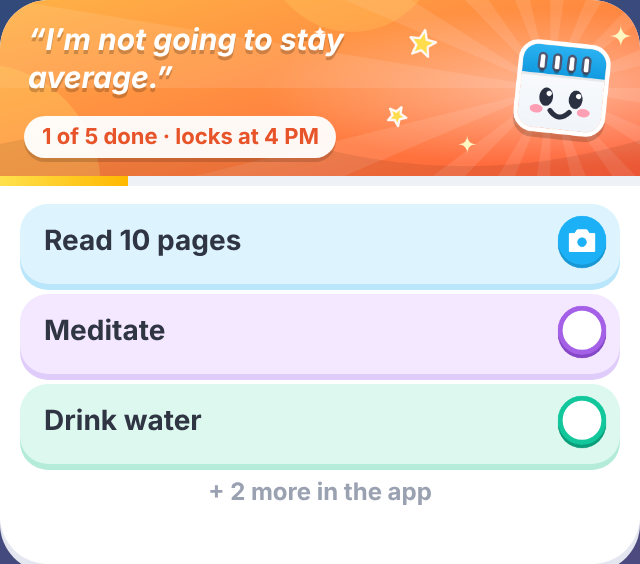 “I’m not going to stay
average.”
1 of 5 done · locks at 4 PM
Read 10 pages
Meditate
Drink water
+ 2 more in the app